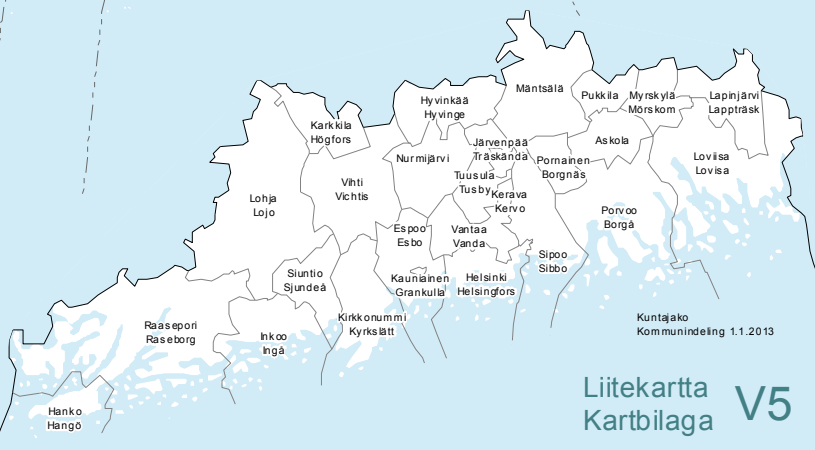 Mäntsälä
Pukkila
Myrskylä
Mörskom
Lapinjärvi
Lappträsk
Hyvinkää
Hyvinge
Karkkila
Högfors
Järvenpää
Träskända
Askola
Nurmijärvi
Pornainen
Borgnäs
Loviisa
Lovisa
Tuusula
Tusby
Vihti
Vichtis
Kerava
Kervo
Lohja
Lojo
Porvoo
Borgå
Espoo
Esbo
Vantaa
Vanda
Sipoo
Sibbo
Siuntio
Sjundeå
Kauniainen
Grankulla
Helsinki
Helsingfors
Kirkkonummi
Kyrkslätt
Raasepori
Raseborg
Inkoo
Ingå
Kuntajako
Kommunindeling 1.1.2013
Hanko
Hangö
Liitekartta
Kartbilaga
V5